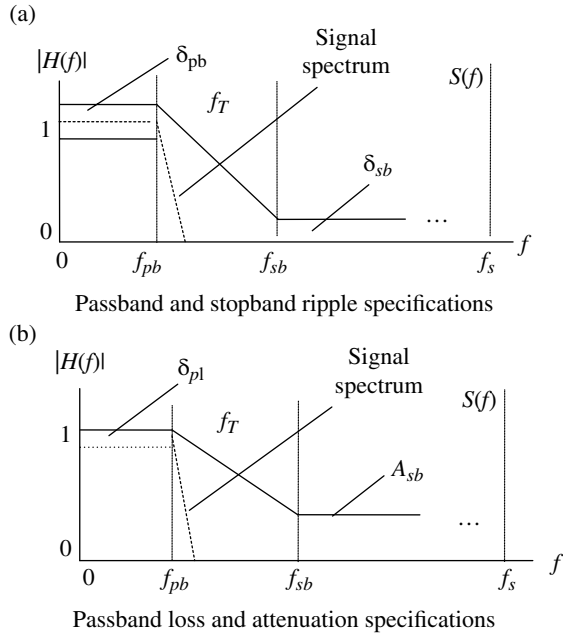 (a)
Signal
spectrum
|H(f)|
δpb
S(f)
fT
1
δsb
...
0
0
fpb
fsb
fs
f
Passband and stopband ripple specifications
(b)
Signal
spectrum
|H(f)|
δpl
S(f)
fT
1
Asb
...
0
0
fpb
fsb
fs
f
Passband loss and attenuation specifications